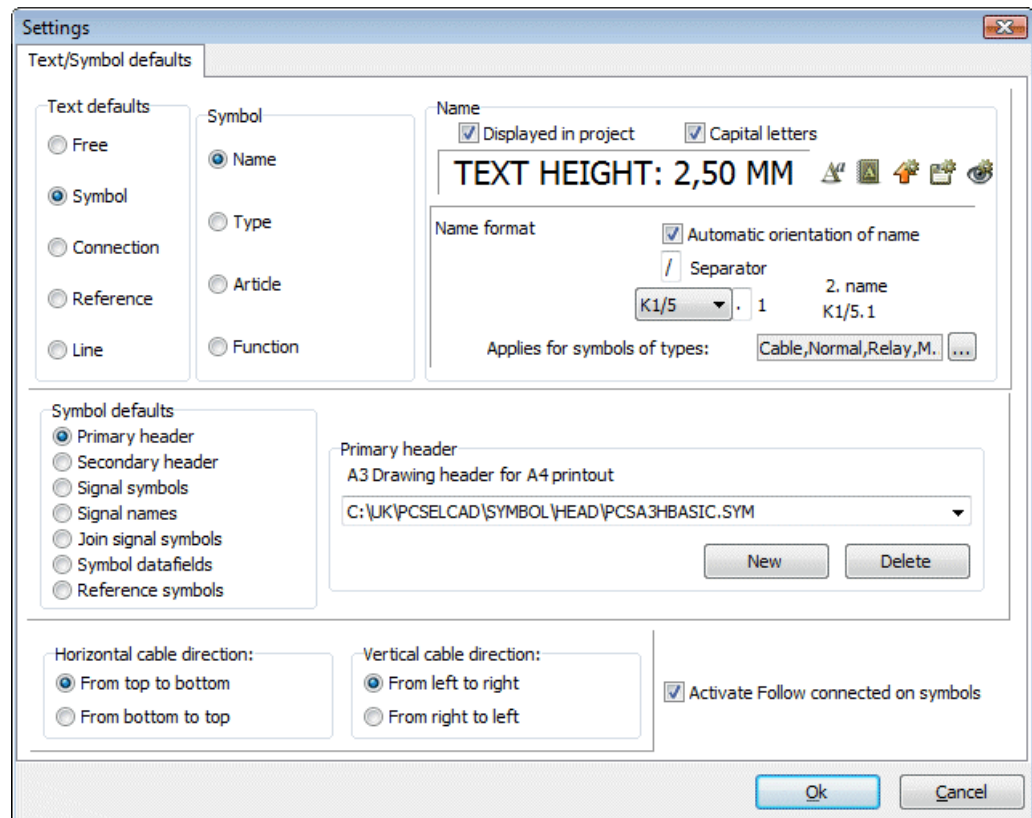 Settings
Text/Symbol defaults
Text defaults
Free
Symbol
Connection
Reference
Line
Symbol
Name
Type
Article
Function
Name
Displayed in project
Capital letters
TEXT HEIGHT: 2,50 MM
Name format
Automatic orientation of name
/ Separator
K1/5 . 1
2. name
K1/5.1
Applies for symbols of types: Cable,Normal,Relay,M. ...
Symbol defaults
Primary header
Secondary header
Signal symbols
Signal names
Join signal symbols
Symbol datafields
Reference symbols
Primary header
A3 Drawing header for A4 printout
C:\UK\PCSELCAD\SYMBOL\HEAD\PCSA3HBASIC.SYM
New
Delete
Horizontal cable direction:
From top to bottom
From bottom to top
Vertical cable direction:
From left to right
From right to left
Activate Follow connected on symbols
Ok
Cancel